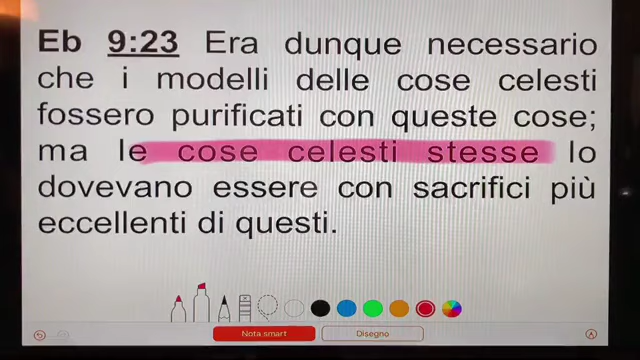 Eb 9:23 Era dunque necessario
che i modelli delle cose celesti
fossero purificati con queste cose;
ma le cose celesti stesse lo
dovevano essere con sacrifici più
eccellenti di questi.
Nota smart
Disegno